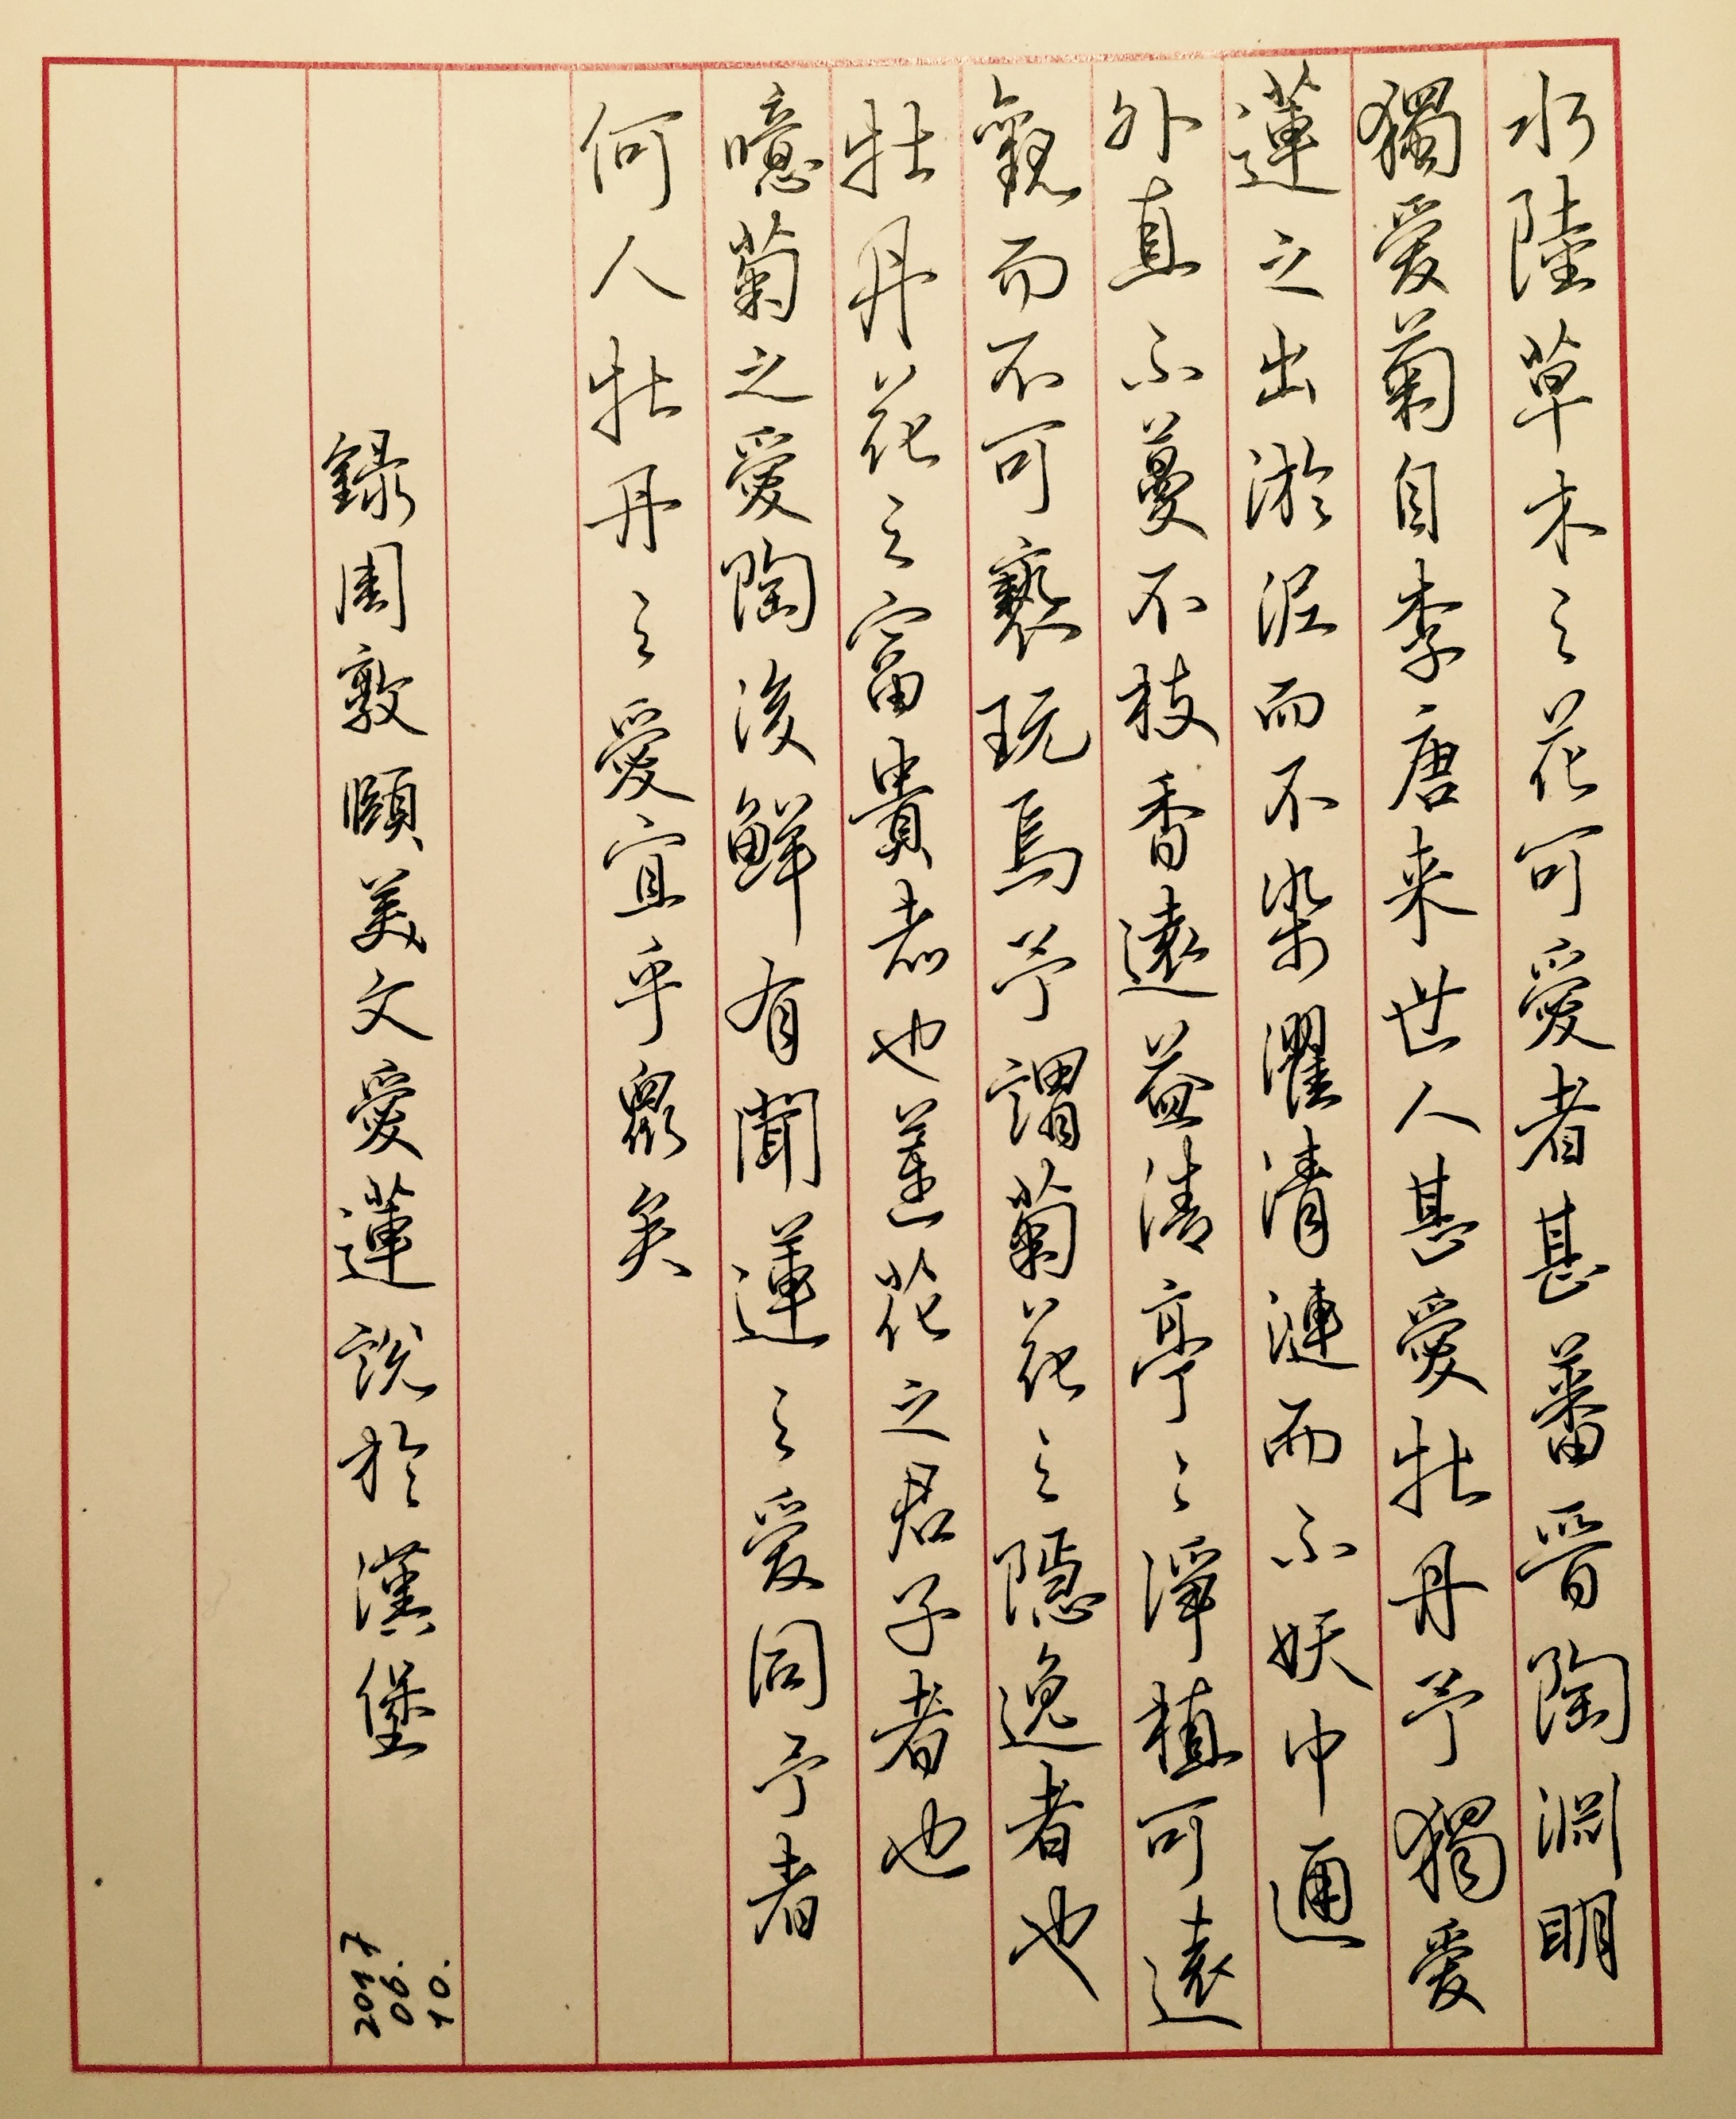 水陸草木之花可愛者甚蕃晋陶淵明
獨愛菊自李唐来世人甚愛牡丹予獨愛
蓮之出淤泥而不染濯清漣而不妖中通
外直不蔓不枝香遠益清亭々淨植可遠
觀而不可褻玩焉予謂菊花之隱逸者也
牡丹花之富貴者也蓮花之君子者也
噫菊之愛陶後鮮有聞蓮之愛同予者
何人牡丹之愛宜乎眾矣
錄周敦頤美文愛蓮説於漢堡
2017.
08.
10.